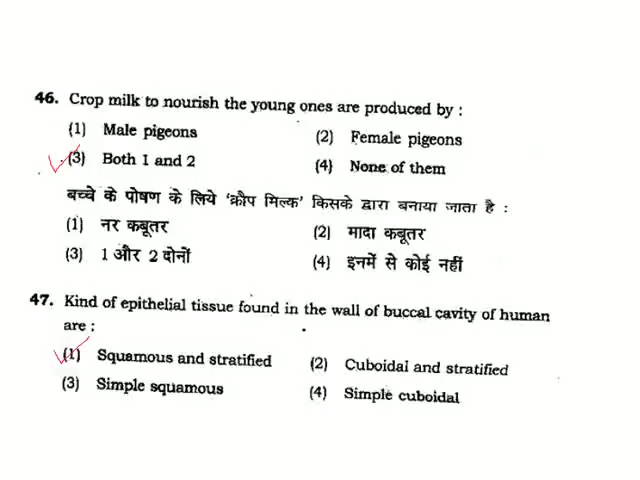 46. Crop milk to nourish the young ones are produced by :
(1) Male pigeons (2) Female pigeons
(3) Both 1 and 2 (4) None of them
बच्चे के पोषण के लिये ‘क्रौप मिल्क’ किसके द्वारा बनाया जाता है :
(1) नर कबूतर (2) मादा कबूतर
(3) 1 और 2 दोनों (4) इनमें से कोई नहीं
47. Kind of epithelial tissue found in the wall of buccal cavity of human
are :
(1) Squamous and stratified (2) Cuboidal and stratified
(3) Simple squamous (4) Simple cuboidal